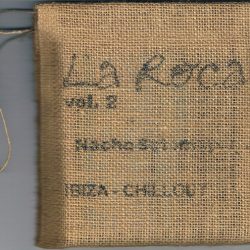 La Roca
vol. 2
Nacho
IBIZA - CHILLOUT